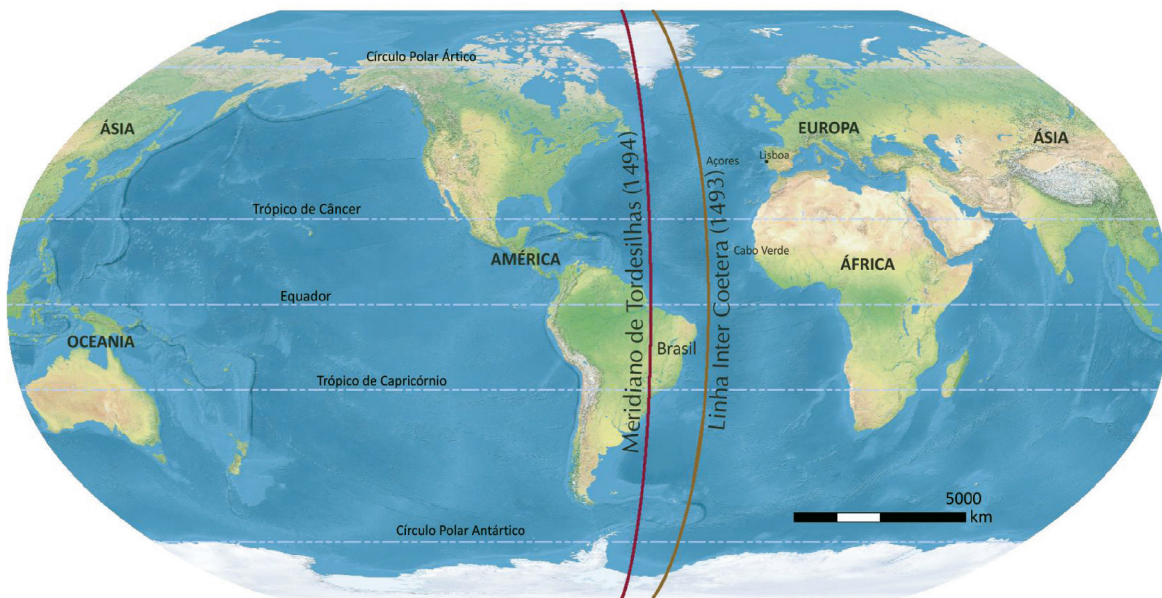 Círculo Polar Ártico
ÁSIA
EUROPA
ÁSIA
Açores
Lisboa
Trópico de Câncer
Meridiano de Tordesilhas (1494)
Linha Inter Coetera (1493)
Cabo Verde
AMÉRICA
ÁFRICA
Equador
OCEANIA
Brasil
Trópico de Capricórnio
5000
km
Círculo Polar Antártico